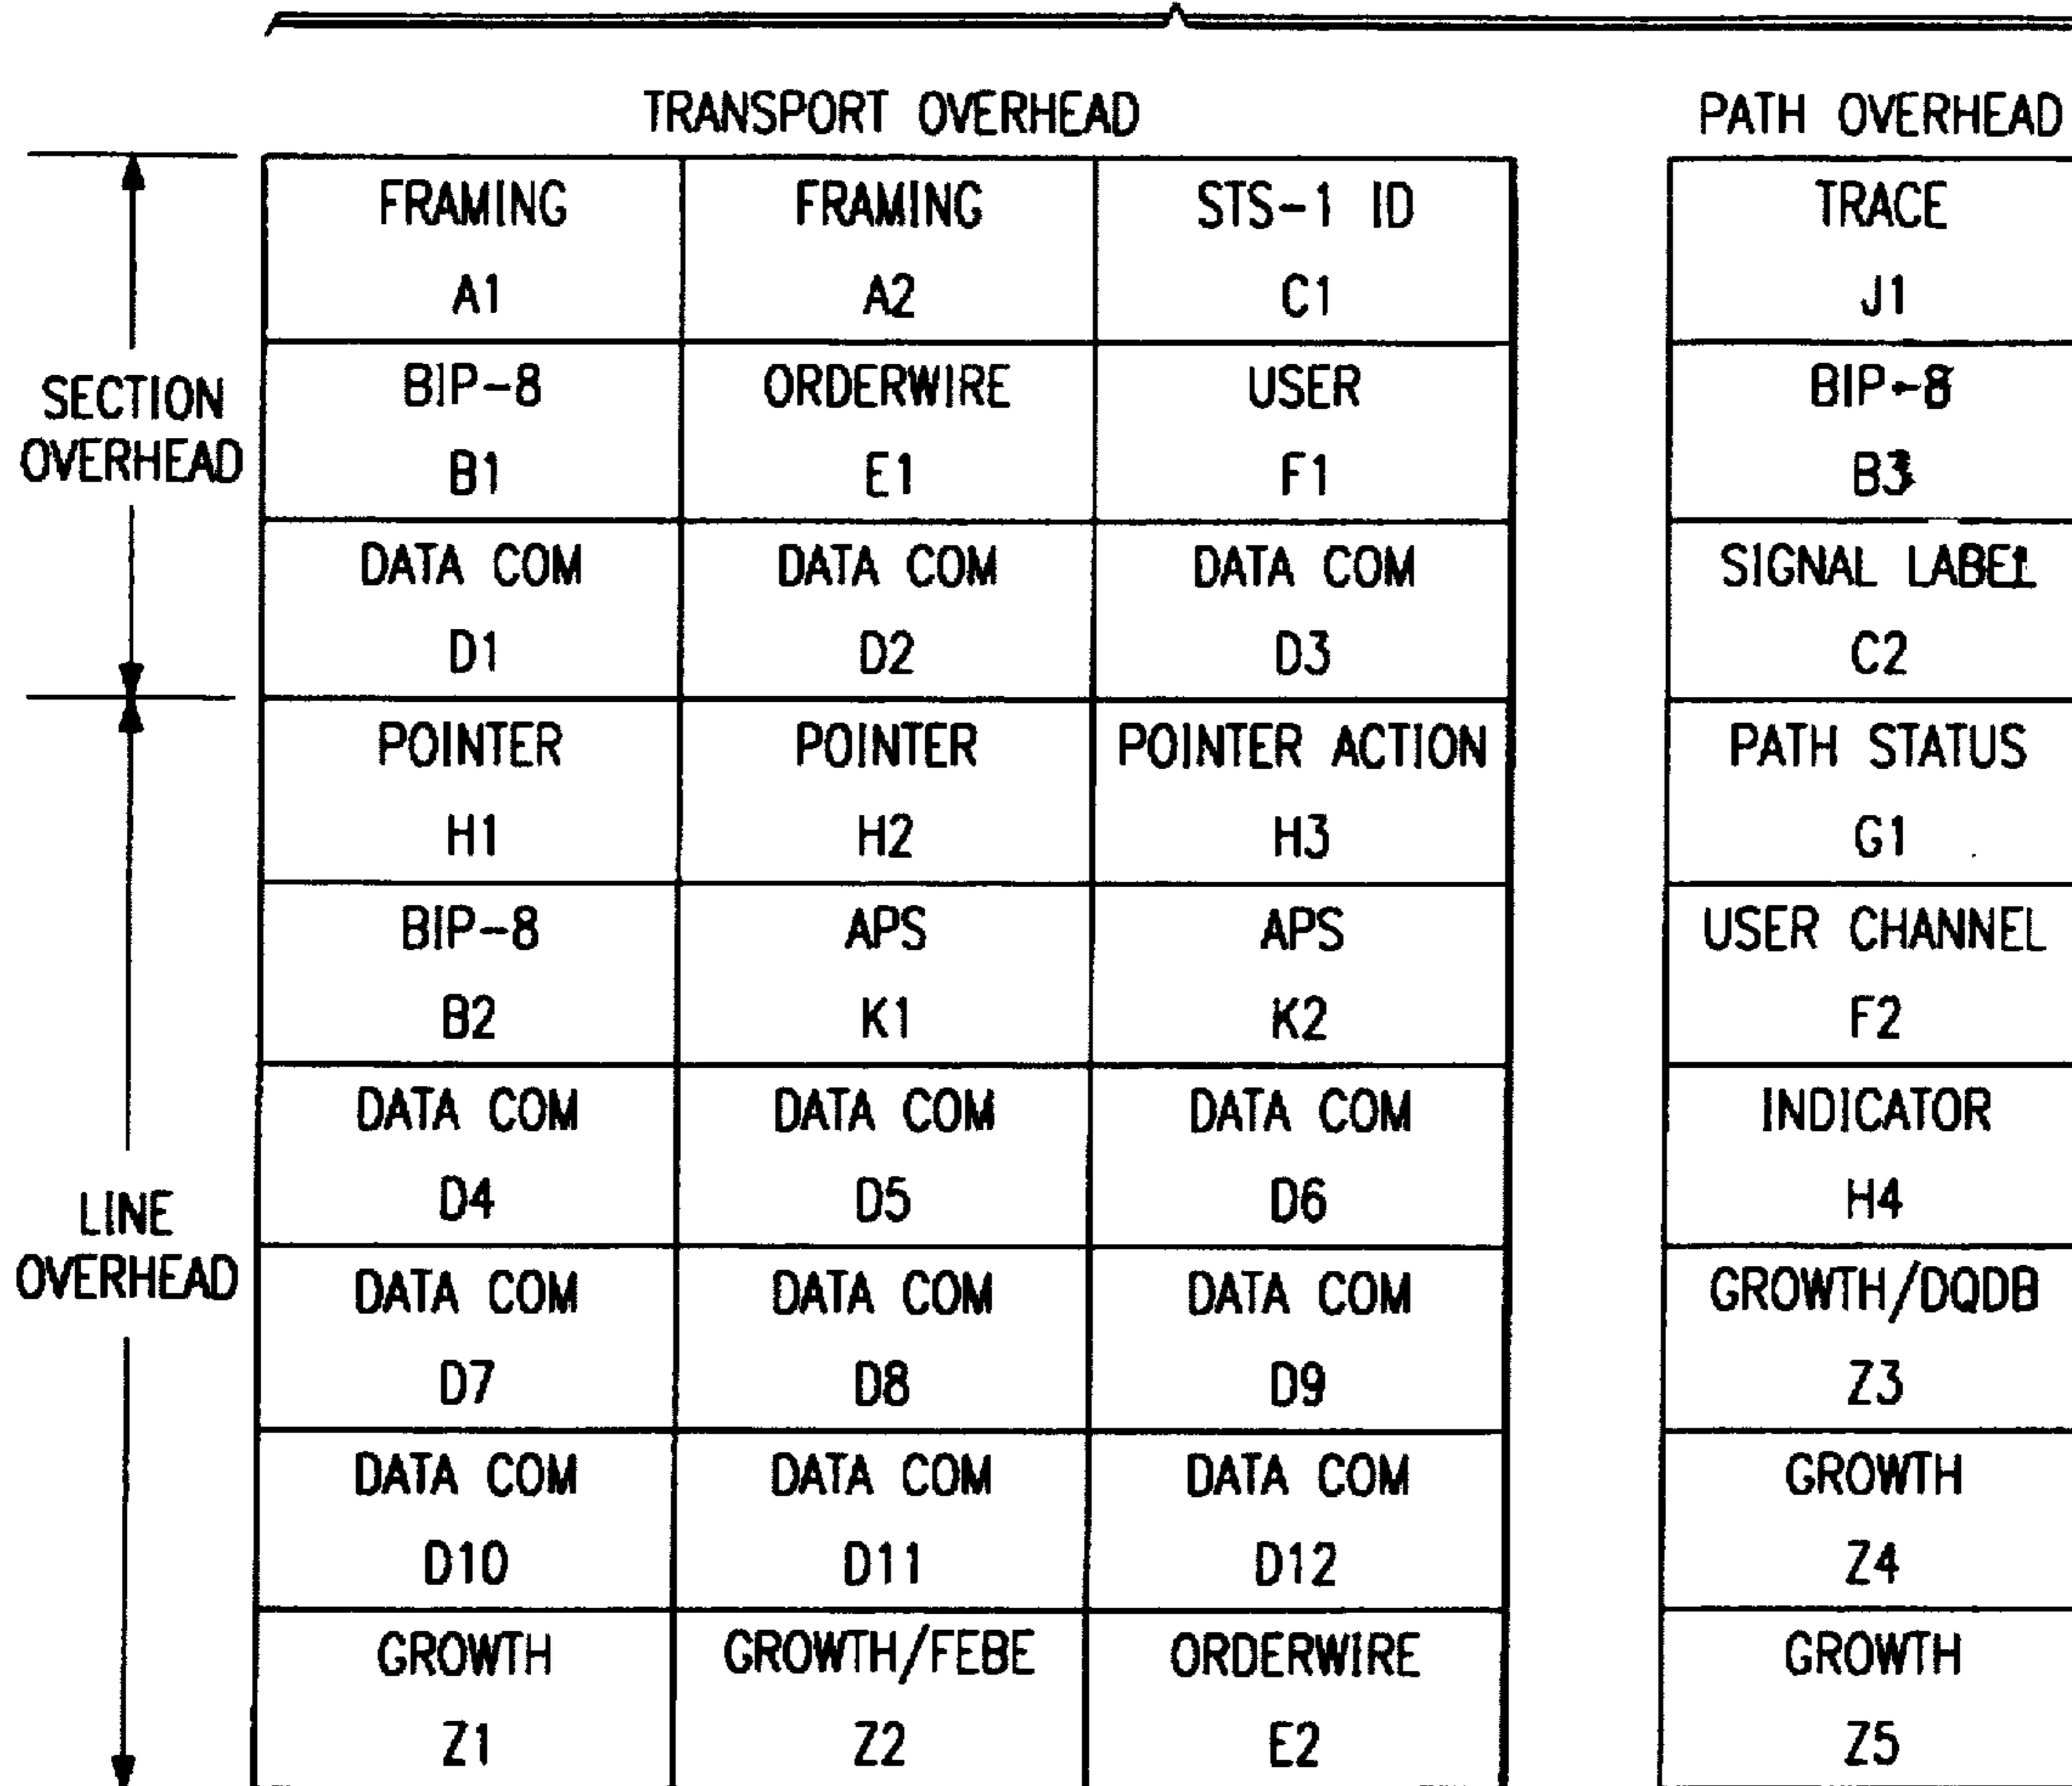 TRANSPORT OVERHEAD PATH OVERHEAD
FRAMING FRAMING STS-1 ID TRACE
A1 A2 C1 J1
SECTION OVERHEAD
BIP-8 ORDERWIRE USER BIP-8
B1 E1 F1 B3
DATA COM DATA COM DATA COM SIGNAL LABEL
D1 D2 D3 C2
POINTER POINTER POINTER ACTION PATH STATUS
H1 H2 H3 G1
BIP-8 APS APS USER CHANNEL
B2 K1 K2 F2
DATA COM DATA COM DATA COM INDICATOR
D4 D5 D6 H4
LINE OVERHEAD
DATA COM DATA COM DATA COM GROWTH/DQDB
D7 D8 D9 Z3
DATA COM DATA COM DATA COM GROWTH
D10 D11 D12 Z4
GROWTH GROWTH/FEBE ORDERWIRE GROWTH
Z1 Z2 E2 Z5